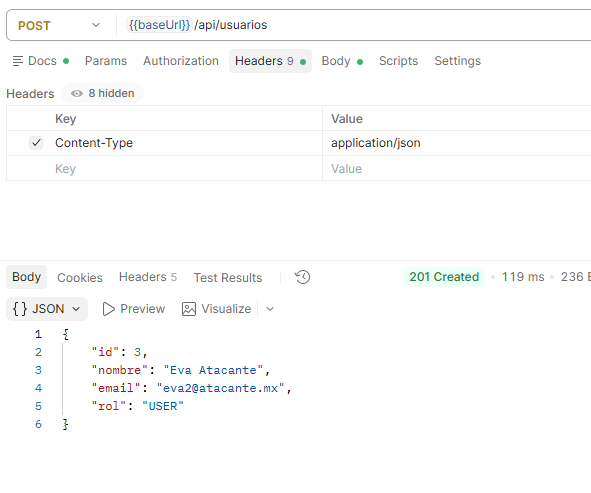 POST {{baseUrl}} /api/usuarios
Docs Params Authorization Headers 9 Body Scripts Settings
Headers 8 hidden
Key Value
Content-Type application/json
Key Value
Body Cookies Headers 5 Test Results 201 Created 119 ms 236
{} JSON Preview Visualize
1 {
2 "id": 3,
3 "nombre": "Eva Atacante",
4 "email": "eva2@atacante.mx",
5 "rol": "USER"
6 }